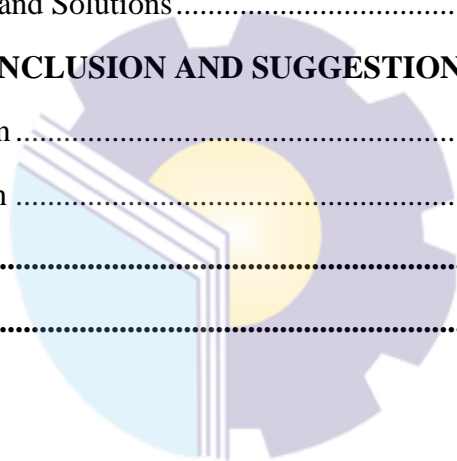 and Solutions..............................
NCLUSION AND SUGGESTION
n..................................................
n..................................................
.....................................................
.....................................................